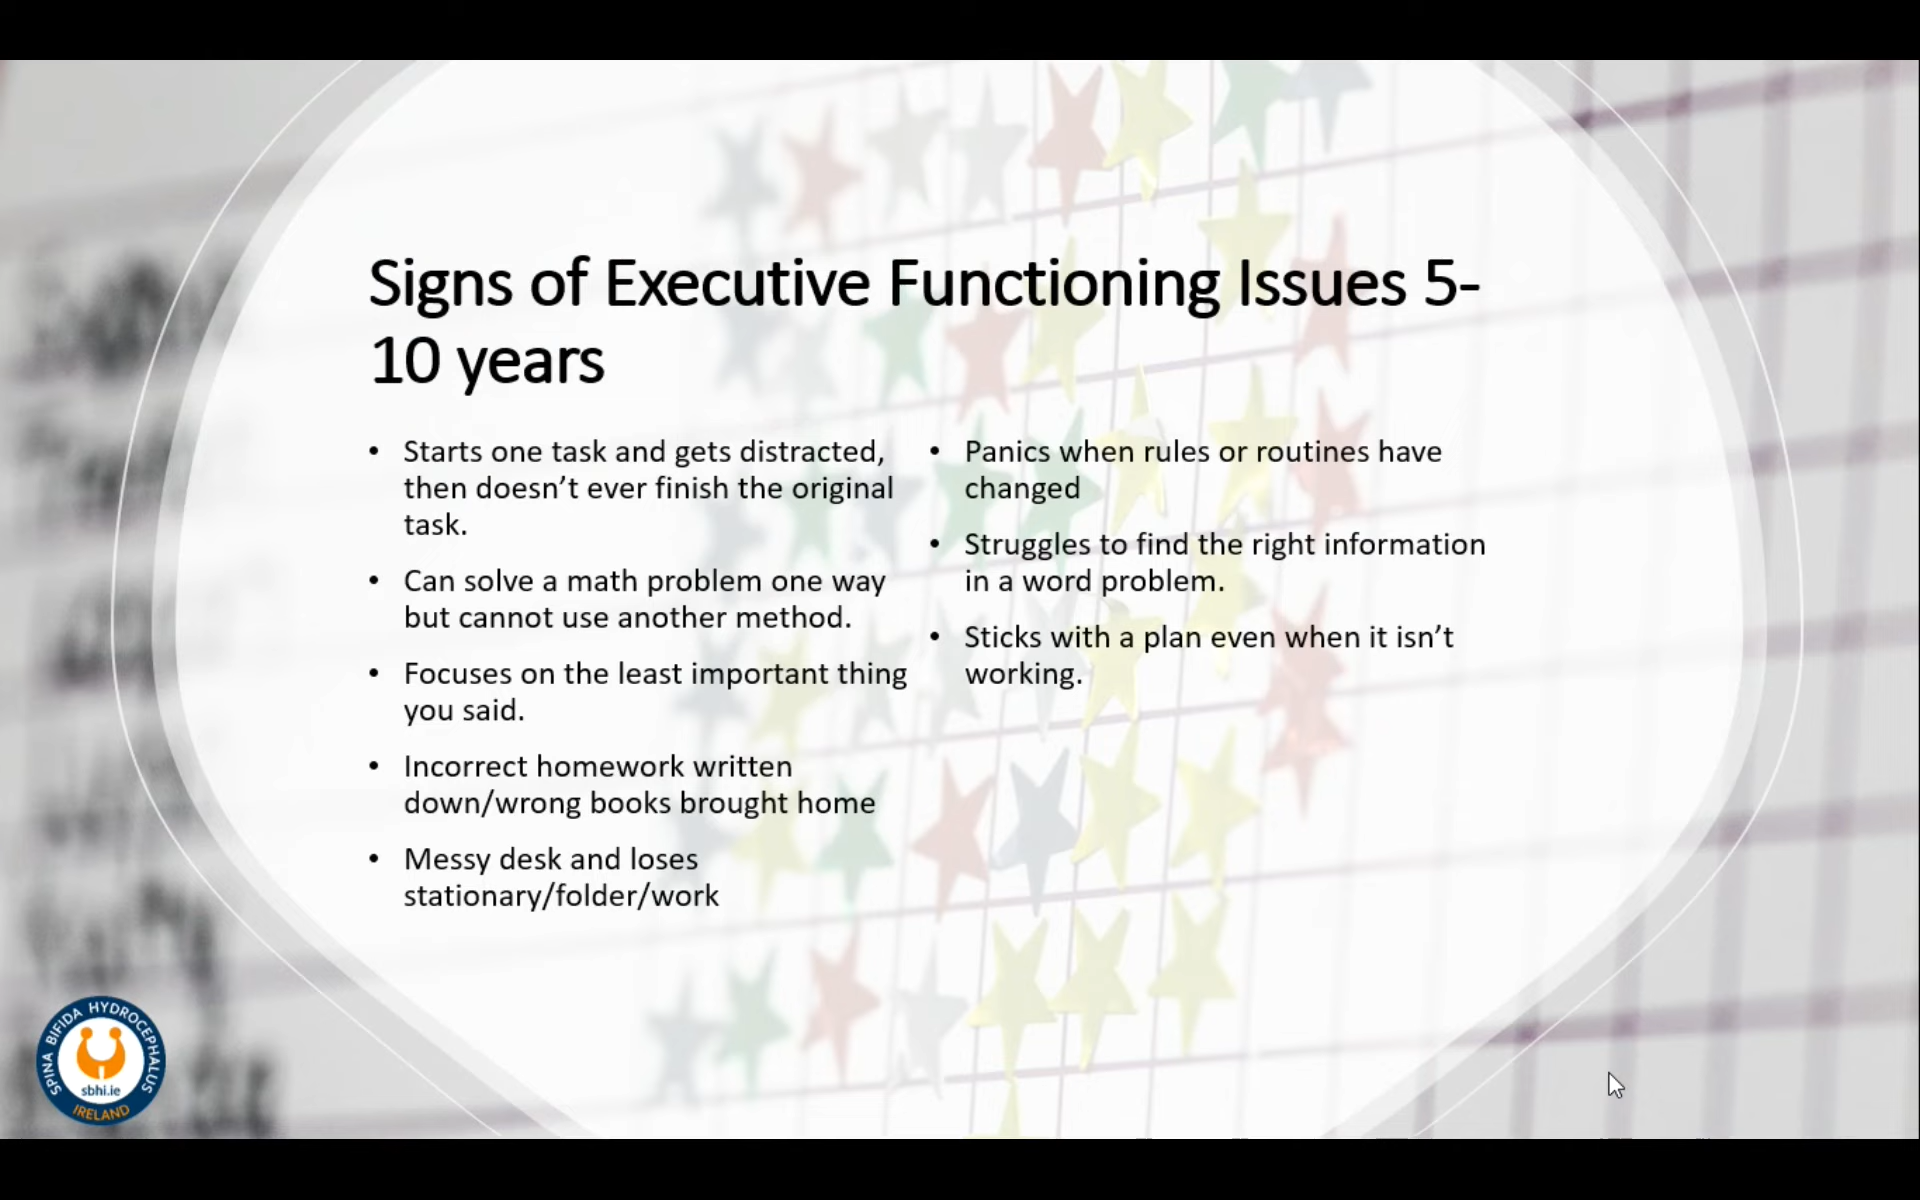 Signs of Executive Functioning Issues 5-
10 years
• Starts one task and gets distracted,
then doesn’t ever finish the original
task.
• Can solve a math problem one way
but cannot use another method.
• Focuses on the least important thing
you said.
• Incorrect homework written
down/wrong books brought home
• Messy desk and loses
stationary/folder/work
• Panics when rules or routines have
changed
• Struggles to find the right information
in a word problem.
• Sticks with a plan even when it isn’t
working.
SPINA BIFIDA HYDROCEPHALUS
sbhi.ie
IRELAND